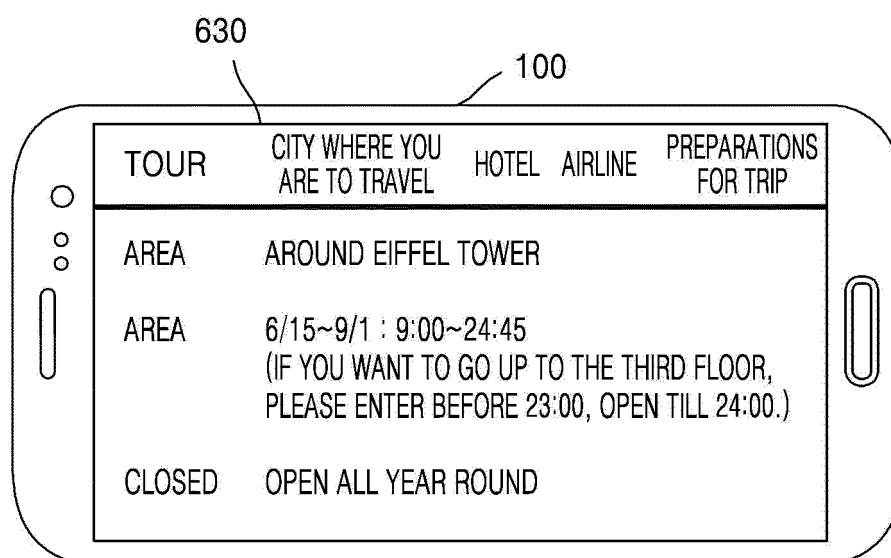 630
100
TOUR CITY WHERE YOU ARE TO TRAVEL HOTEL AIRLINE PREPARATIONS FOR TRIP
AREA AROUND EIFFEL TOWER
AREA 6/15~9/1 : 9:00~24:45
(IF YOU WANT TO GO UP TO THE THIRD FLOOR,
PLEASE ENTER BEFORE 23:00, OPEN TILL 24:00.)
CLOSED OPEN ALL YEAR ROUND